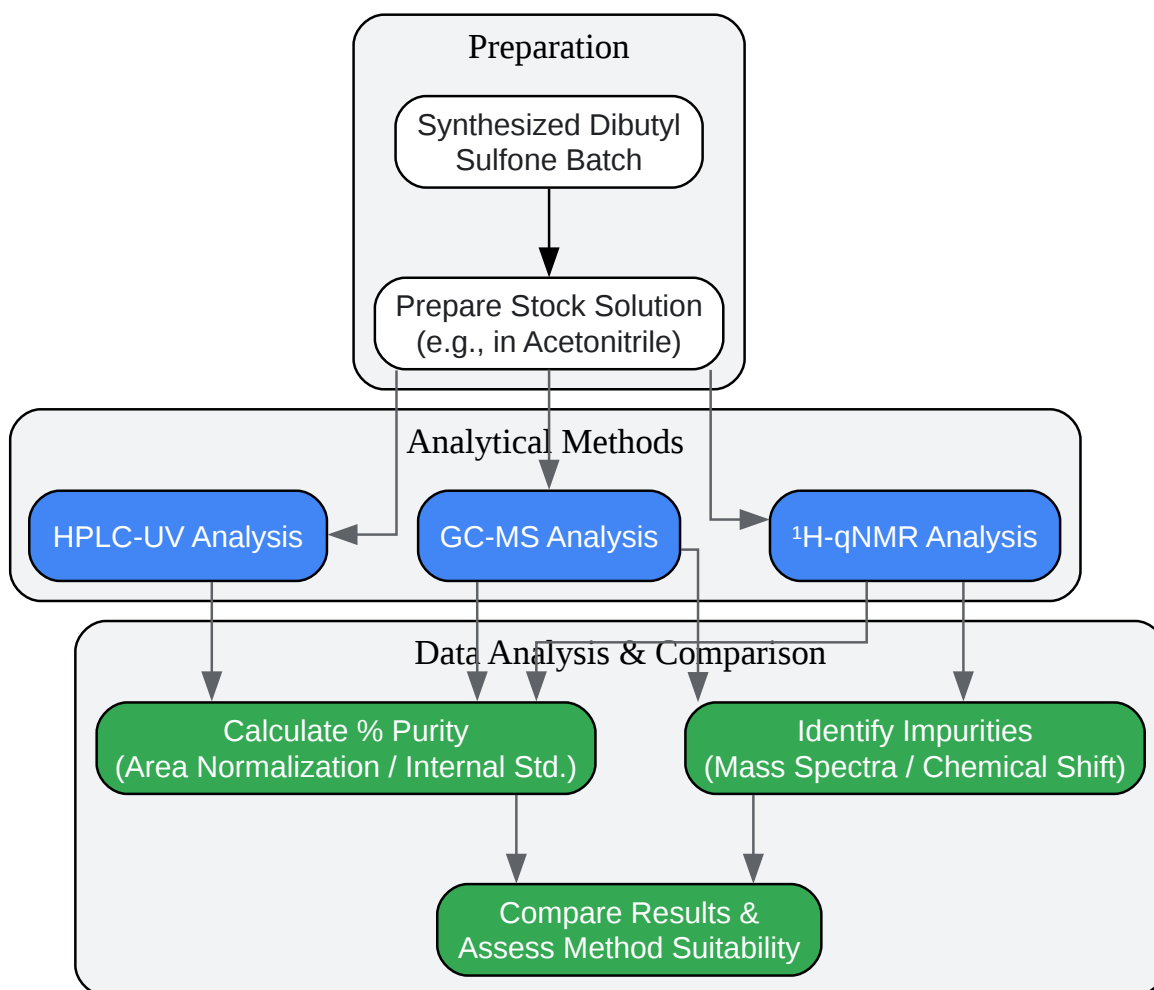 Preparation
Synthesized Dibutyl
Sulfone Batch
Prepare Stock Solution
(e.g., in Acetonitrile)
Analytical Methods
HPLC-UV Analysis
GC-MS Analysis
¹H-qNMR Analysis
Data Analysis & Comparison
Calculate % Purity
(Area Normalization / Internal Std.)
Identify Impurities
(Mass Spectra / Chemical Shift)
Compare Results &
Assess Method Suitability